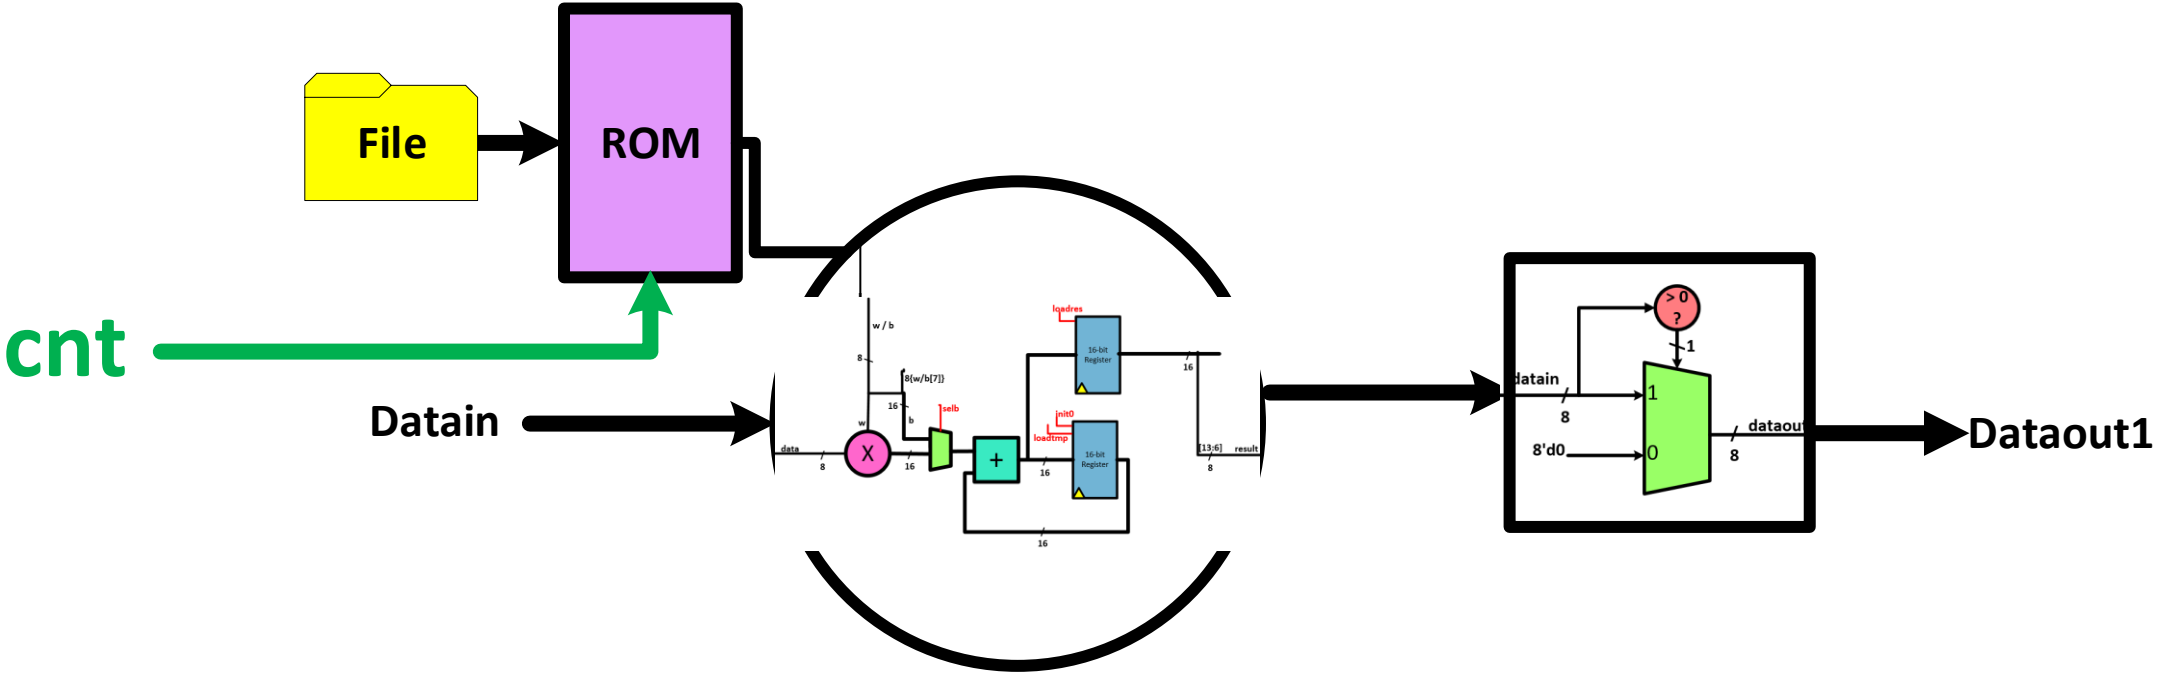 File
ROM
cnt
Datain
w / b
8
8{w/b[7]}
16
b
selb
w
data
8
X
16
+
16
loadres
16-bit
Register
init0
loadtmp
16-bit
Register
16
16
[13:6]
result
8
datain
8
> 0
?
1
1
8'd0
0
dataout
8
Dataout1